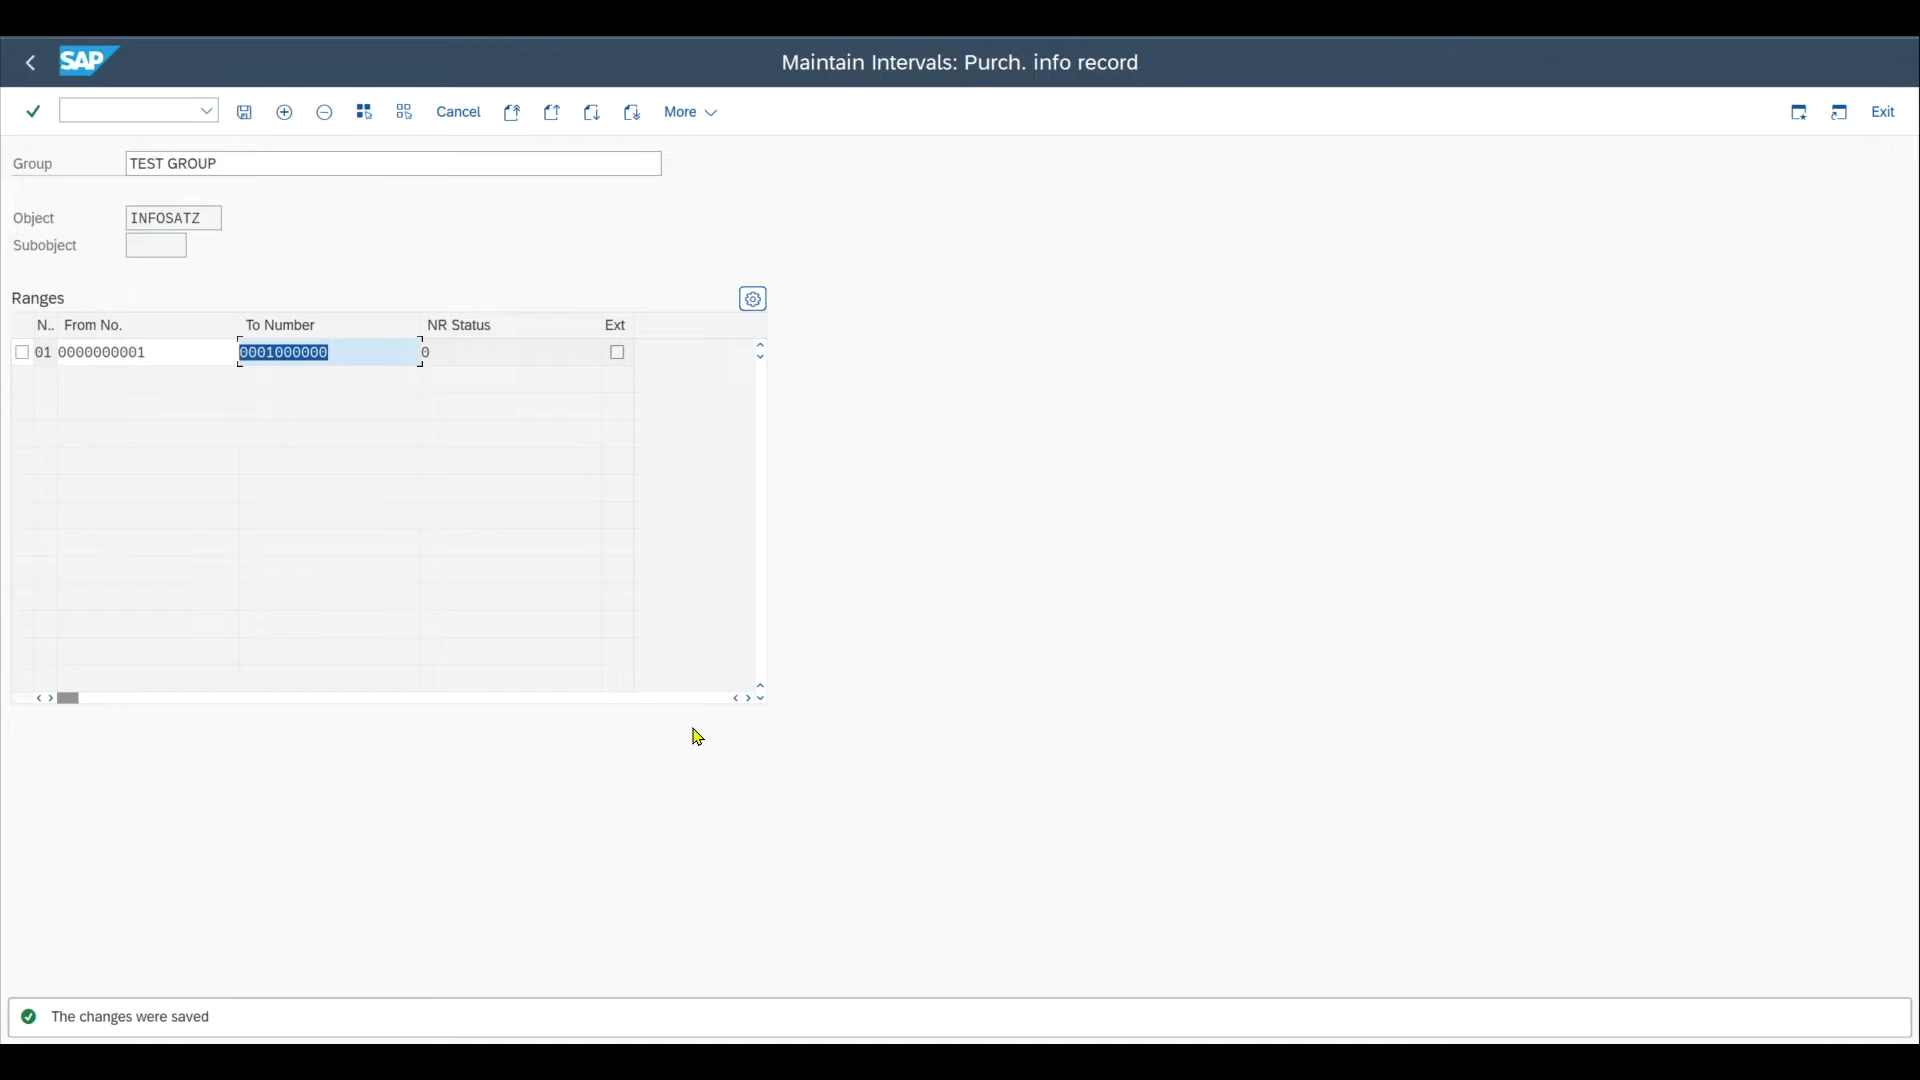 SAP Maintain Intervals: Purch. info record
Cancel More Exit
Group TEST GROUP
Object INFOSATZ
Subobject
Ranges
N.. From No. To Number NR Status Ext
01 0000000001 0001000000 0
The changes were saved